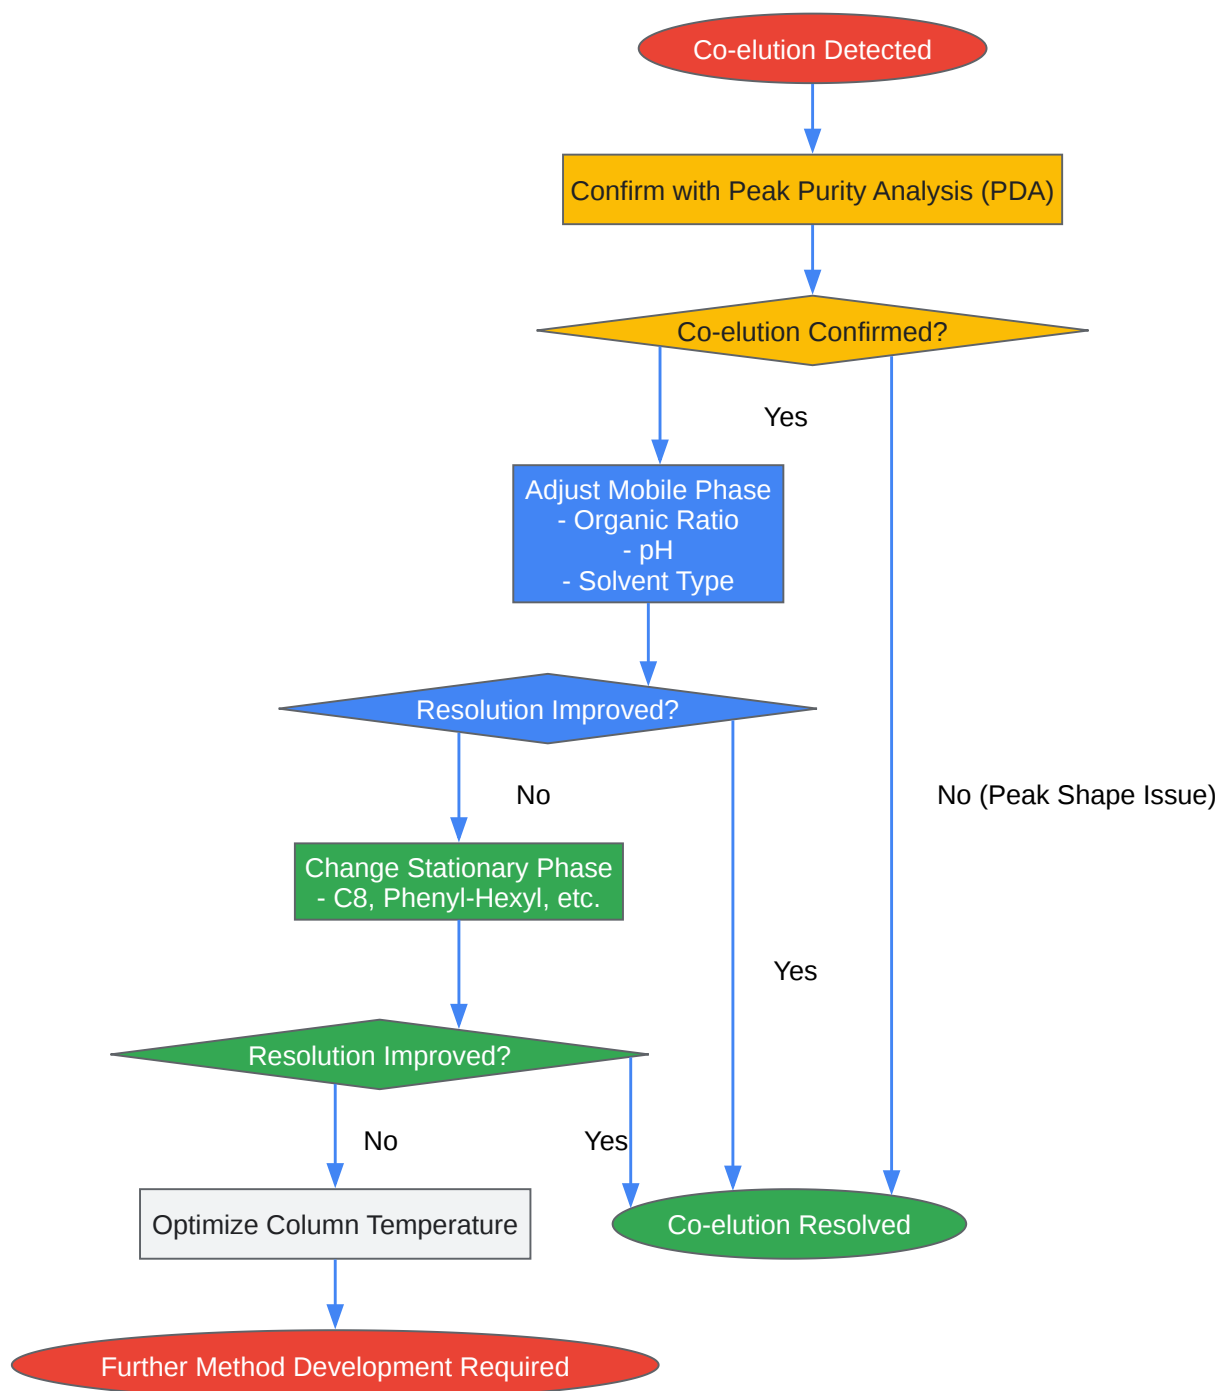 Co-elution Detected
Confirm with Peak Purity Analysis (PDA)
Co-elution Confirmed?
Yes
Adjust Mobile Phase
- Organic Ratio
- pH
- Solvent Type
Resolution Improved?
No
No (Peak Shape Issue)
Change Stationary Phase
- C8, Phenyl-Hexyl, etc.
Yes
Resolution Improved?
No
Yes
Optimize Column Temperature
Co-elution Resolved
Further Method Development Required